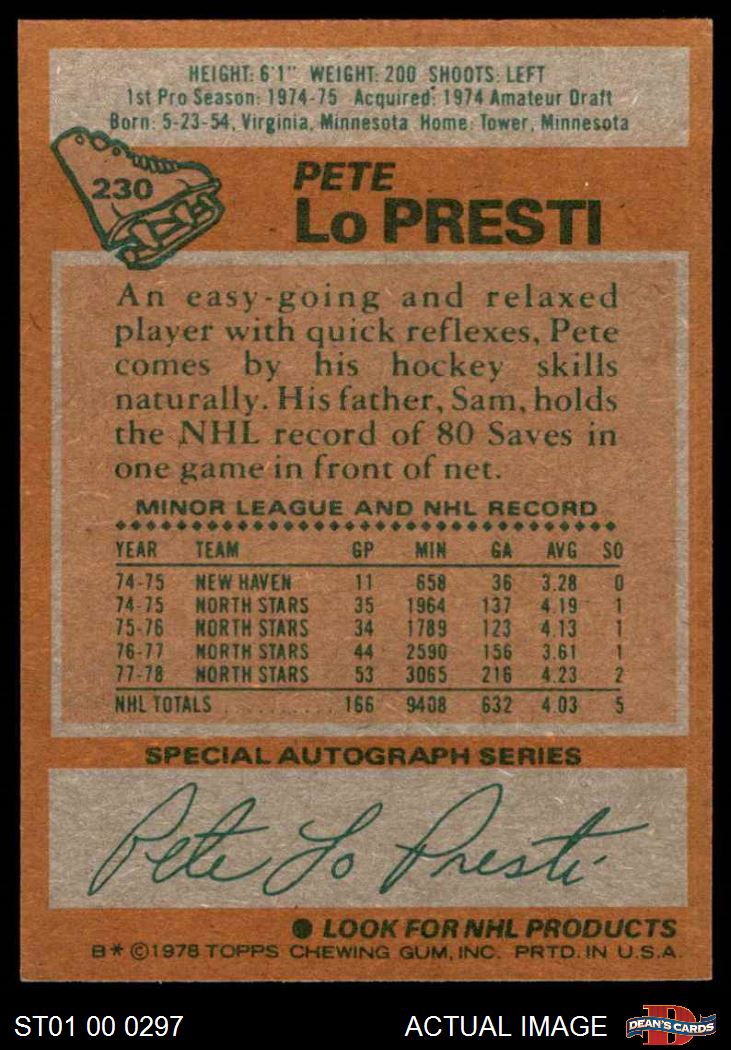 HEIGHT: 6'1" WEIGHT: 200 SHOOTS: LEFT
1st Pro Season: 1974-75 Acquired: 1974 Amateur Draft
Born: 5-23-54, Virginia, Minnesota Home: Tower, Minnesota
230
PETE
Lo PRESTI
An easy-going and relaxed
player with quick reflexes, Pete
comes by his hockey skills
naturally. His father, Sam, holds
the NHL record of 80 Saves in
one game in front of net.
MINOR LEAGUE AND NHL RECORD
YEAR TEAM GP MIN GA AVG SO
74-75 NEW HAVEN 11 658 36 3.28 0
74-75 NORTH STARS 35 1964 137 4.19 1
75-76 NORTH STARS 34 1789 123 4.13 1
76-77 NORTH STARS 44 2590 156 3.61 1
77-78 NORTH STARS 53 3065 216 4.23 2
NHL TOTALS .......... 166 9408 632 4.03 5
SPECIAL AUTOGRAPH SERIES
Pete Lo Presti
● LOOK FOR NHL PRODUCTS
B* ©1978 TOPPS CHEWING GUM, INC. PRTD. IN U.S.A.
ST01 00 0297 ACTUAL IMAGE D DEAN'S CARDS